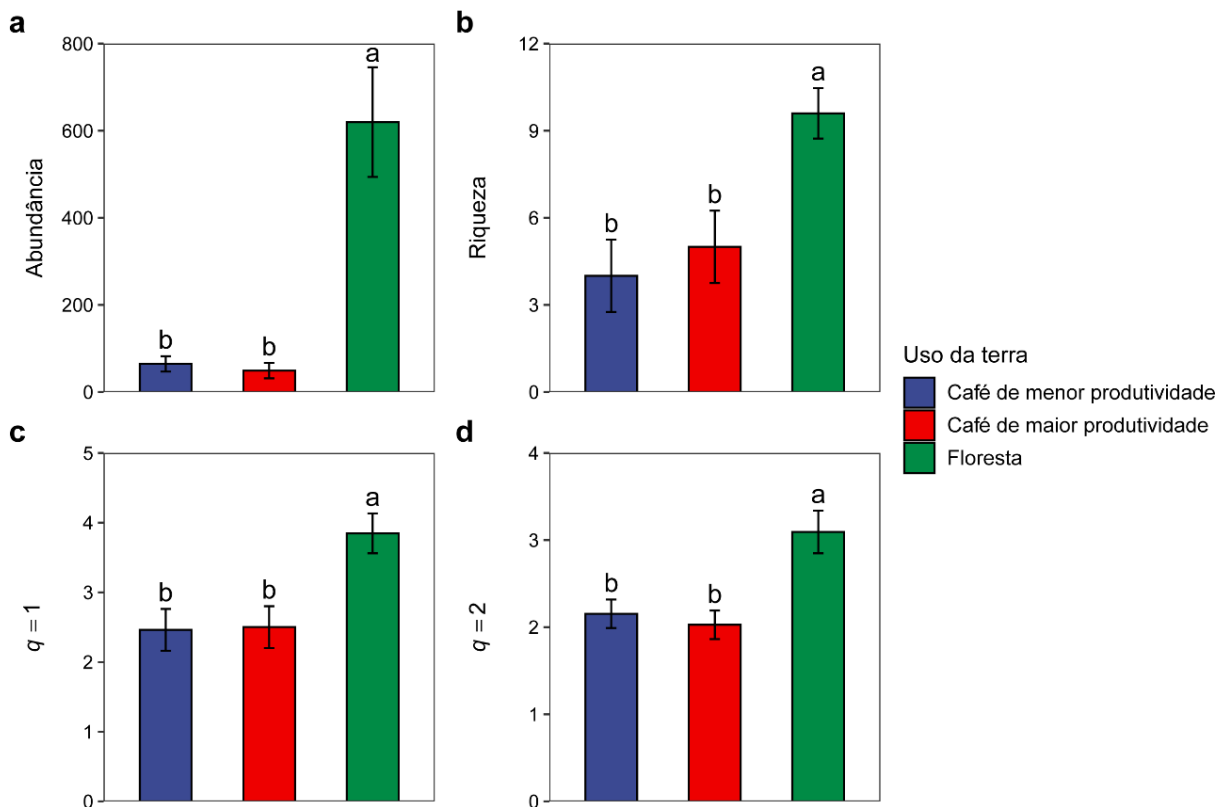 a
800
600
400
200
0
Abundância
b
b
a
b
12
9
6
3
0
Riqueza
b
b
a
c
5
4
3
2
1
0
q = 1
b
b
a
d
4
3
2
1
0
q = 2
b
b
a
Uso da terra
Café de menor produtividade
Café de maior produtividade
Floresta